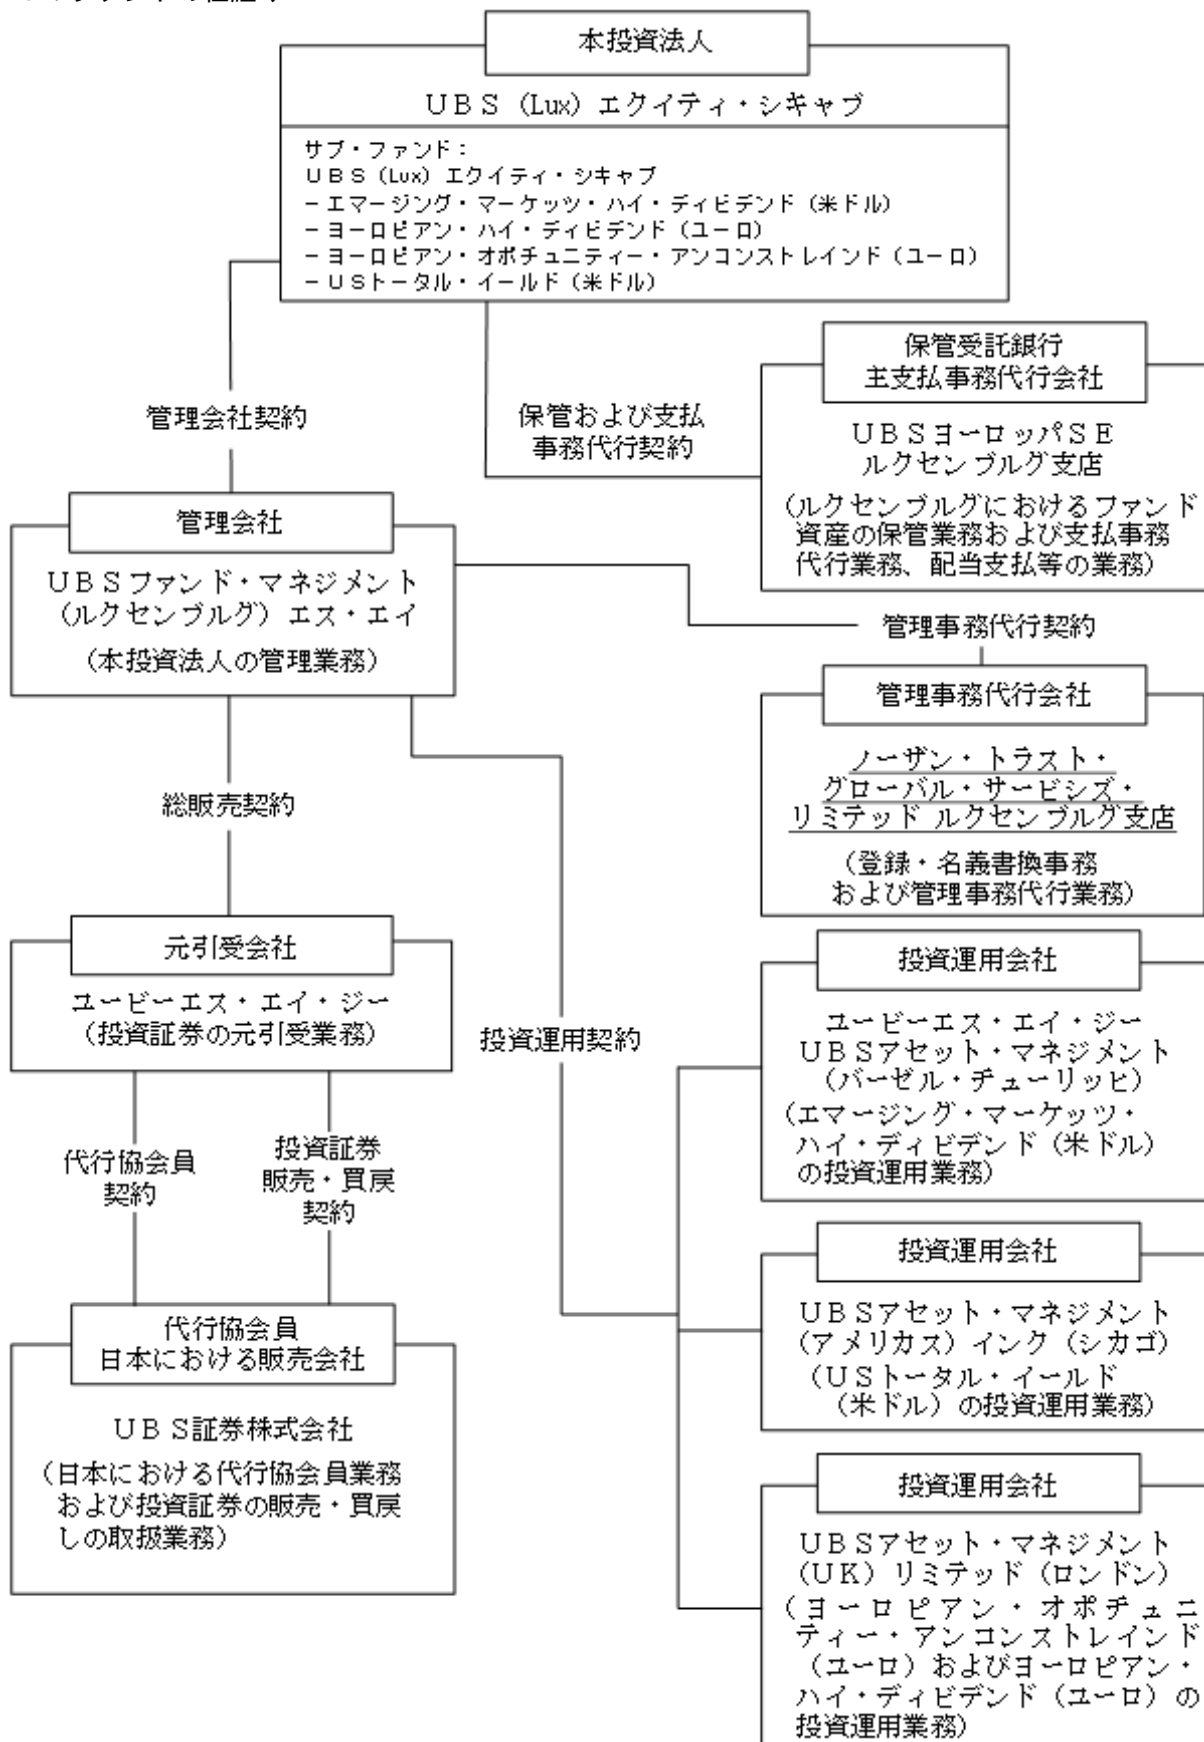 本投資法人
ＵＢＳ（Lux）エクイティ・シキャブ
サブ・ファンド：
ＵＢＳ（Lux）エクイティ・シキャブ
－エマージング・マーケッツ・ハイ・ディビデンド（米ドル）
－ヨーロピアン・ハイ・ディビデンド（ユーロ）
－ヨーロピアン・オポチュニティー・アンコンストレインド（ユーロ）
－ＵＳトータル・イールド（米ドル）
保管受託銀行
主支払事務代行会社
ＵＢＳヨーロッパＳＥ
ルクセンブルグ支店
（ルクセンブルグにおけるファンド
資産の保管業務および支払事務
代行業務、配当支払等の業務）
管理会社契約
保管および支払
事務代行契約
管理会社
ＵＢＳファンド・マネジメント
（ルクセンブルグ）エス・エイ
（本投資法人の管理業務）
管理事務代行契約
管理事務代行会社
ノーザン・トラスト・
グローバル・サービシズ・
リミテッド ルクセンブルグ支店
（登録・名義書換事務
および管理事務代行業務）
総販売契約
元引受会社
ユービーエス・エイ・ジー
（投資証券の元引受業務）
投資運用契約
投資運用会社
ユービーエス・エイ・ジー
ＵＢＳアセット・マネジメント
（バーゼル・チューリッヒ）
（エマージング・マーケッツ・
ハイ・ディビデンド（米ドル）
の投資運用業務）
代行協会員
契約
投資証券
販売・買戻
契約
投資運用会社
ＵＢＳアセット・マネジメント
（アメリカス）インク（シカゴ）
（ＵＳトータル・イールド
（米ドル）の投資運用業務）
代行協会員
日本における販売会社
ＵＢＳ証券株式会社
（日本における代行協会員業務
および投資証券の販売・買戻
しの取扱業務）
投資運用会社
ＵＢＳアセット・マネジメント
（ＵＫ）リミテッド（ロンドン）
（ヨーロピアン・オポチュニ
ティー・アンコンストレインド
（ユーロ）およびヨーロピアン・
ハイ・ディビデンド（ユーロ）の
投資運用業務）